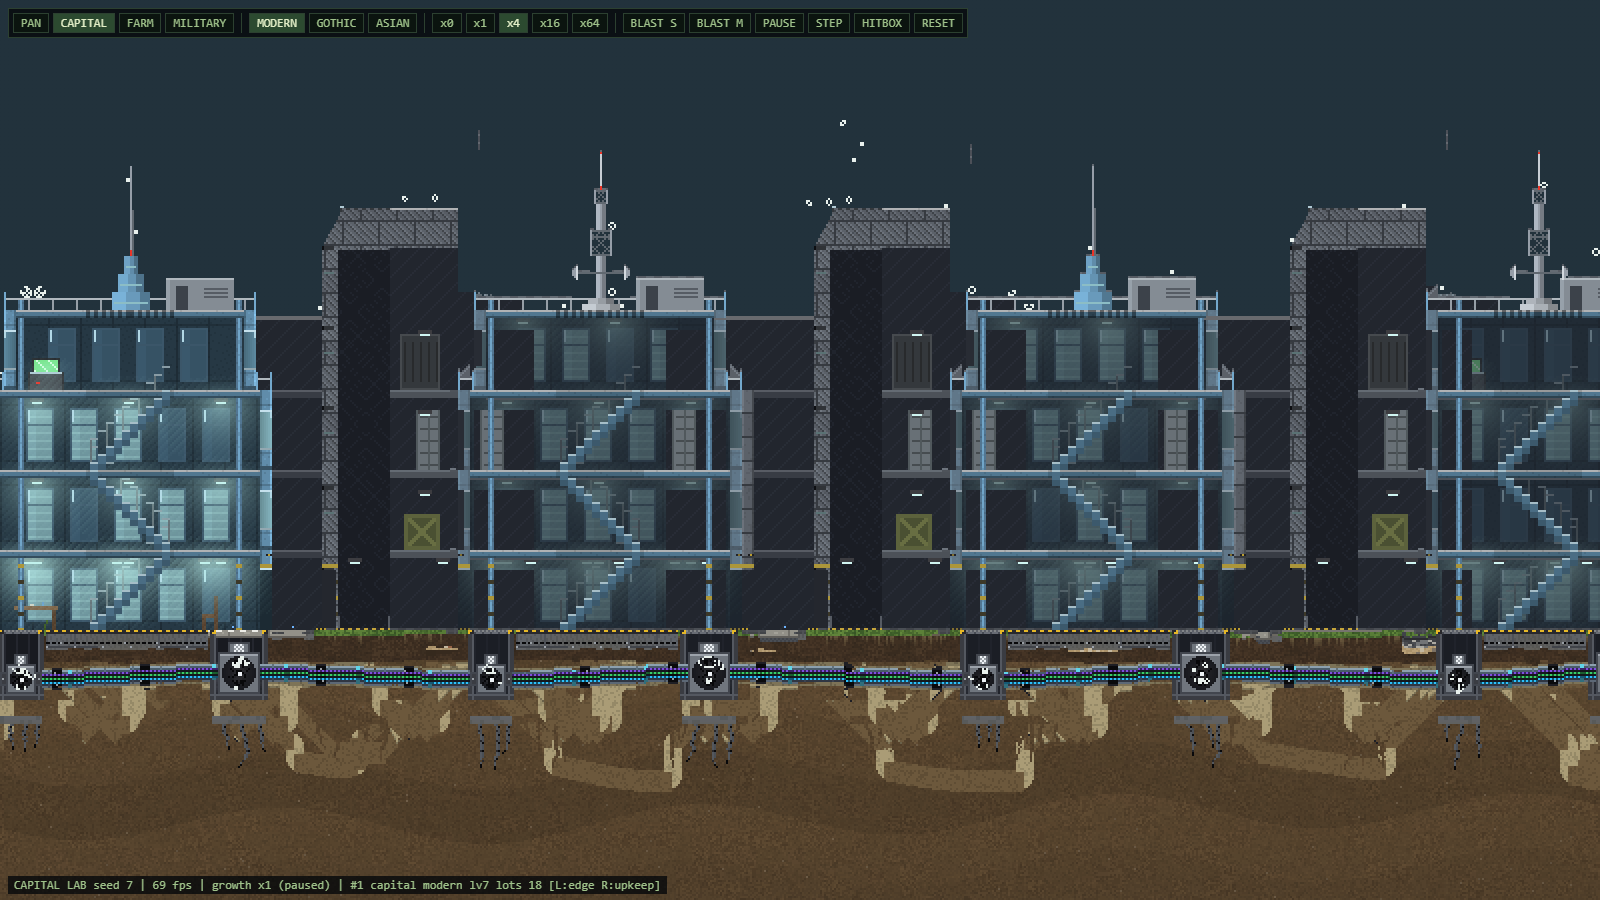 PAN CAPITAL FARM MILITARY MODERN GOTHIC ASIAN x0 x1 x4 x16 x64 BLAST S BLAST M PAUSE STEP HITBOX RESET
CAPITAL LAB seed 7 | 69 fps | growth x1 (paused) | #1 capital modern lv7 lots 18 [L:edge R:upkeep]